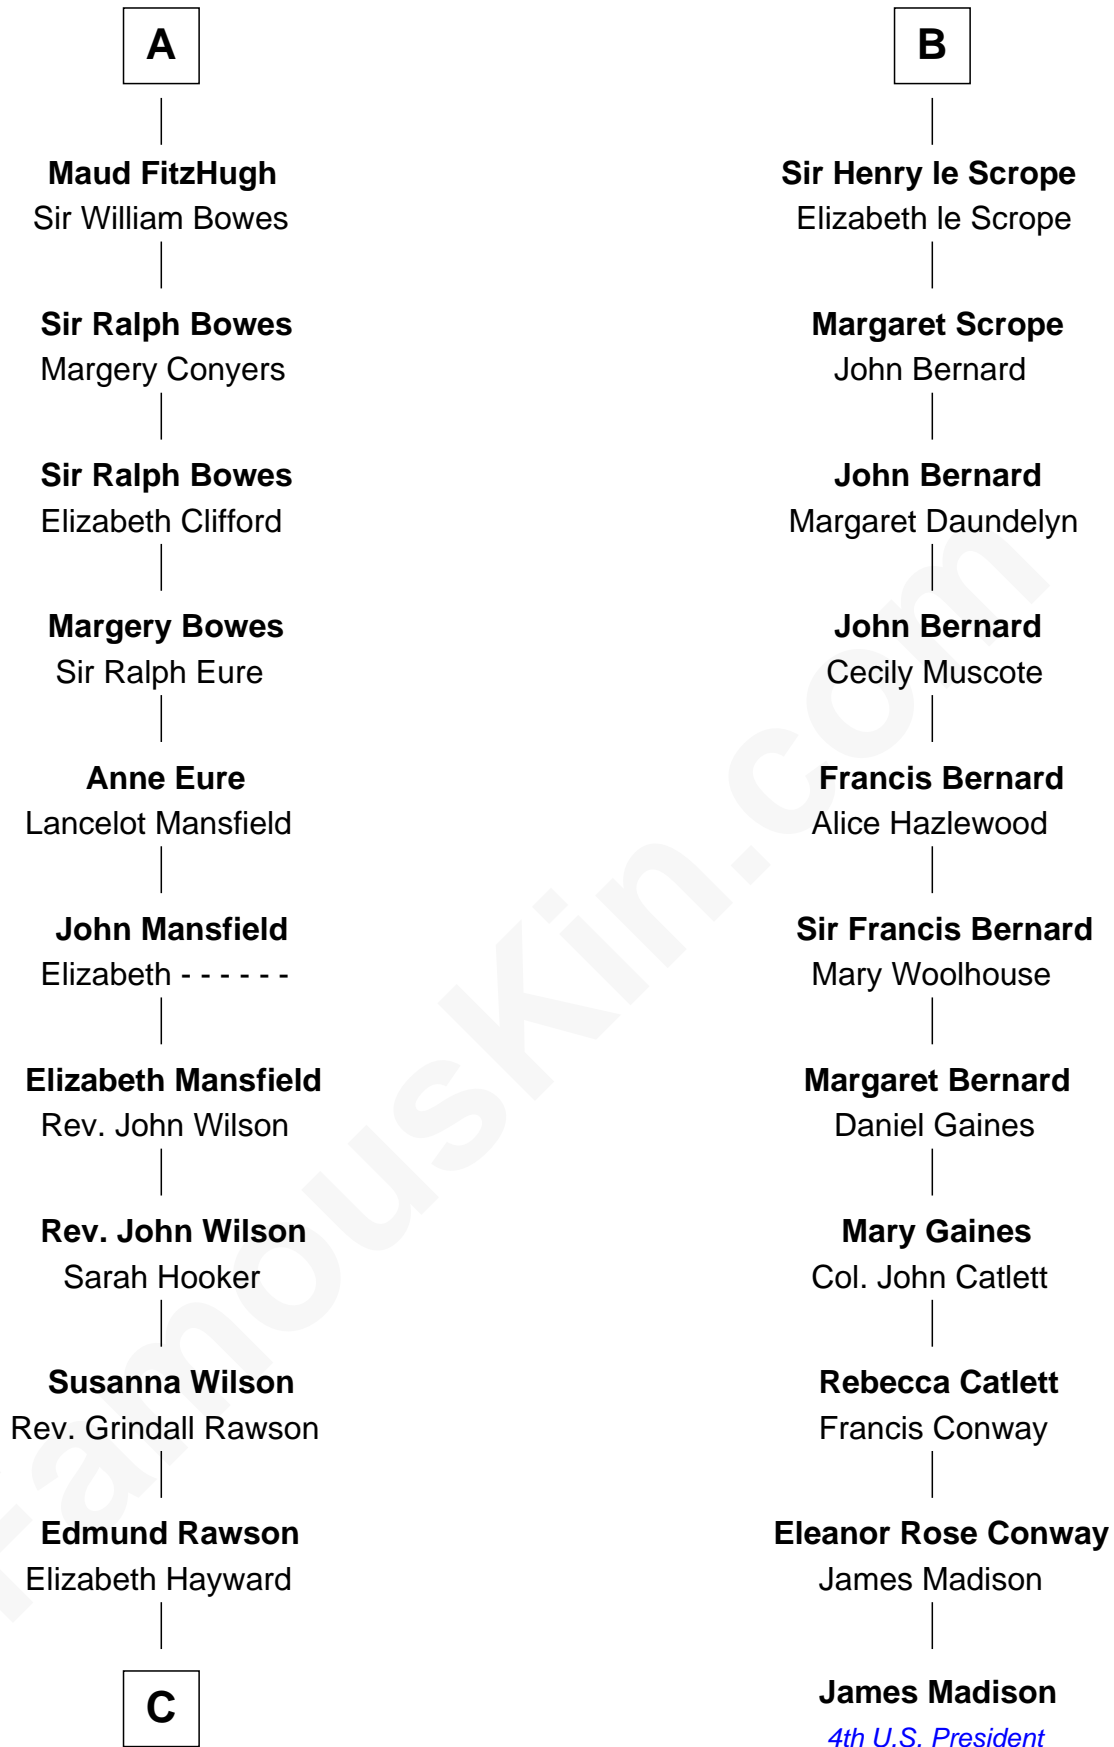 A
Maud FitzHugh
Sir William Bowes
Sir Ralph Bowes
Margery Conyers
Sir Ralph Bowes
Elizabeth Clifford
Margery Bowes
Sir Ralph Eure
Anne Eure
Lancelot Mansfield
John Mansfield
Elizabeth - - - - - -
Elizabeth Mansfield
Rev. John Wilson
Rev. John Wilson
Sarah Hooker
Susanna Wilson
Rev. Grindall Rawson
Edmund Rawson
Elizabeth Hayward
C
B
Sir Henry le Scrope
Elizabeth le Scrope
Margaret Scrope
John Bernard
John Bernard
Margaret Daundelyn
John Bernard
Cecily Muscote
Francis Bernard
Alice Hazlewood
Sir Francis Bernard
Mary Woolhouse
Margaret Bernard
Daniel Gaines
Mary Gaines
Col. John Catlett
Rebecca Catlett
Francis Conway
Eleanor Rose Conway
James Madison
James Madison
4th U.S. President
FamousKin.com